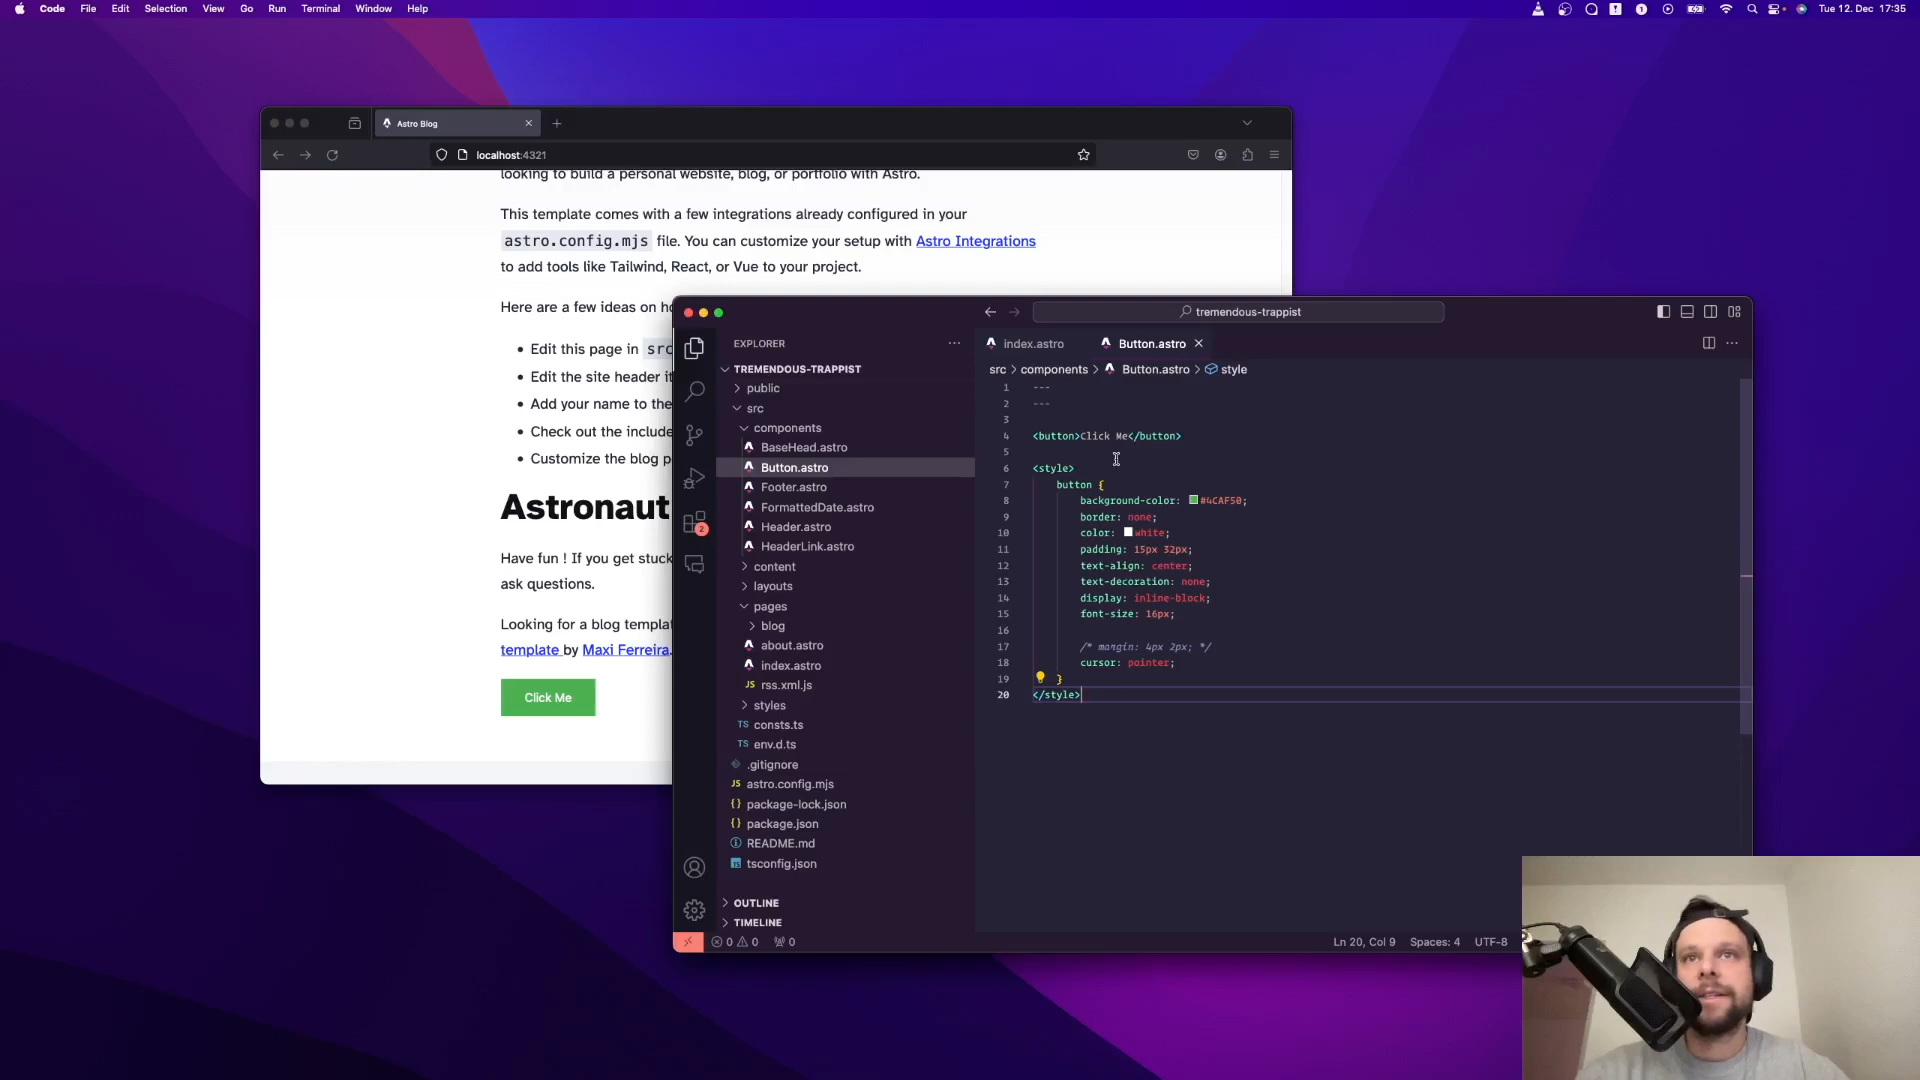 Code File Edit Selection View Go Run Terminal Window Help
Tue 12. Dec 17:35
Astro Blog
localhost:4321
looking to build a personal website, blog, or portfolio with Astro.
This template comes with a few integrations already configured in your
astro.config.mjs file. You can customize your setup with Astro Integrations
to add tools like Tailwind, React, or Vue to your project.
Here are a few ideas on ho
Edit this page in src
Edit the site header it
Add your name to the
Check out the include
Customize the blog p
Astronaut
Have fun ! If you get stuck
ask questions.
Looking for a blog templa
template by Maxi Ferreira.
Click Me
tremendous-trappist
EXPLORER
TREMENDOUS-TRAPPIST
public
src
components
BaseHead.astro
Button.astro
Footer.astro
FormattedDate.astro
Header.astro
HeaderLink.astro
content
layouts
pages
blog
about.astro
index.astro
JS rss.xml.js
styles
TS consts.ts
TS env.d.ts
.gitignore
JS astro.config.mjs
{} package-lock.json
{} package.json
README.md
tsconfig.json
OUTLINE
TIMELINE
2
index.astro
Button.astro
src > components > Button.astro > style
1 ---
2 ---
3
4 <button>Click Me</button>
5
6 <style>
7 button {
8 background-color: #4CAF50;
9 border: none;
10 color: white;
11 padding: 15px 32px;
12 text-align: center;
13 text-decoration: none;
14 display: inline-block;
15 font-size: 16px;
16
17 /* margin: 4px 2px; */
18 cursor: pointer;
19 }
20 </style>
0 0 0
Ln 20, Col 9 Spaces: 4 UTF-8